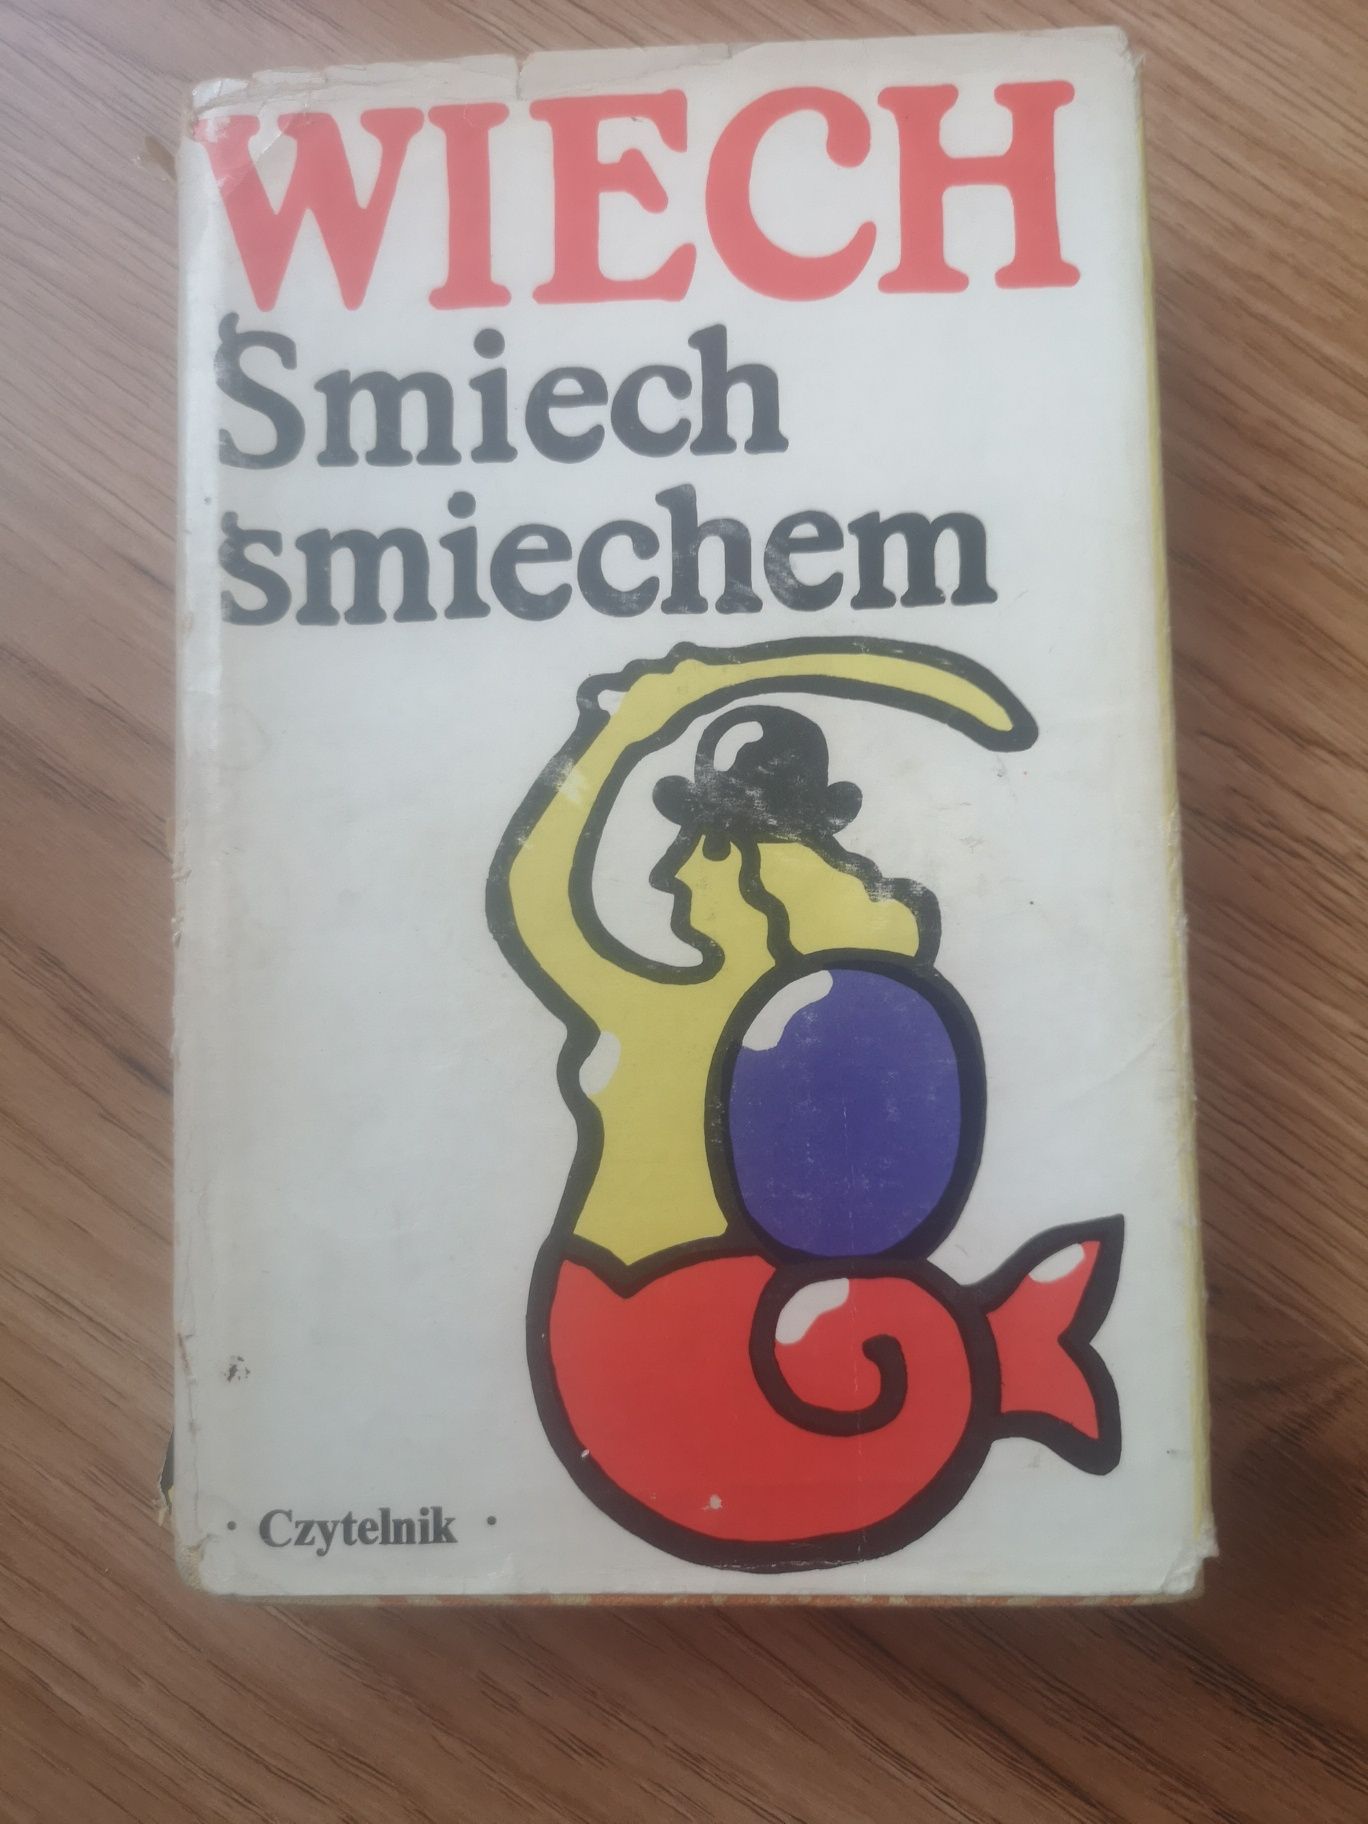 WIECH
Śmiech
śmiechem
· Czytelnik ·